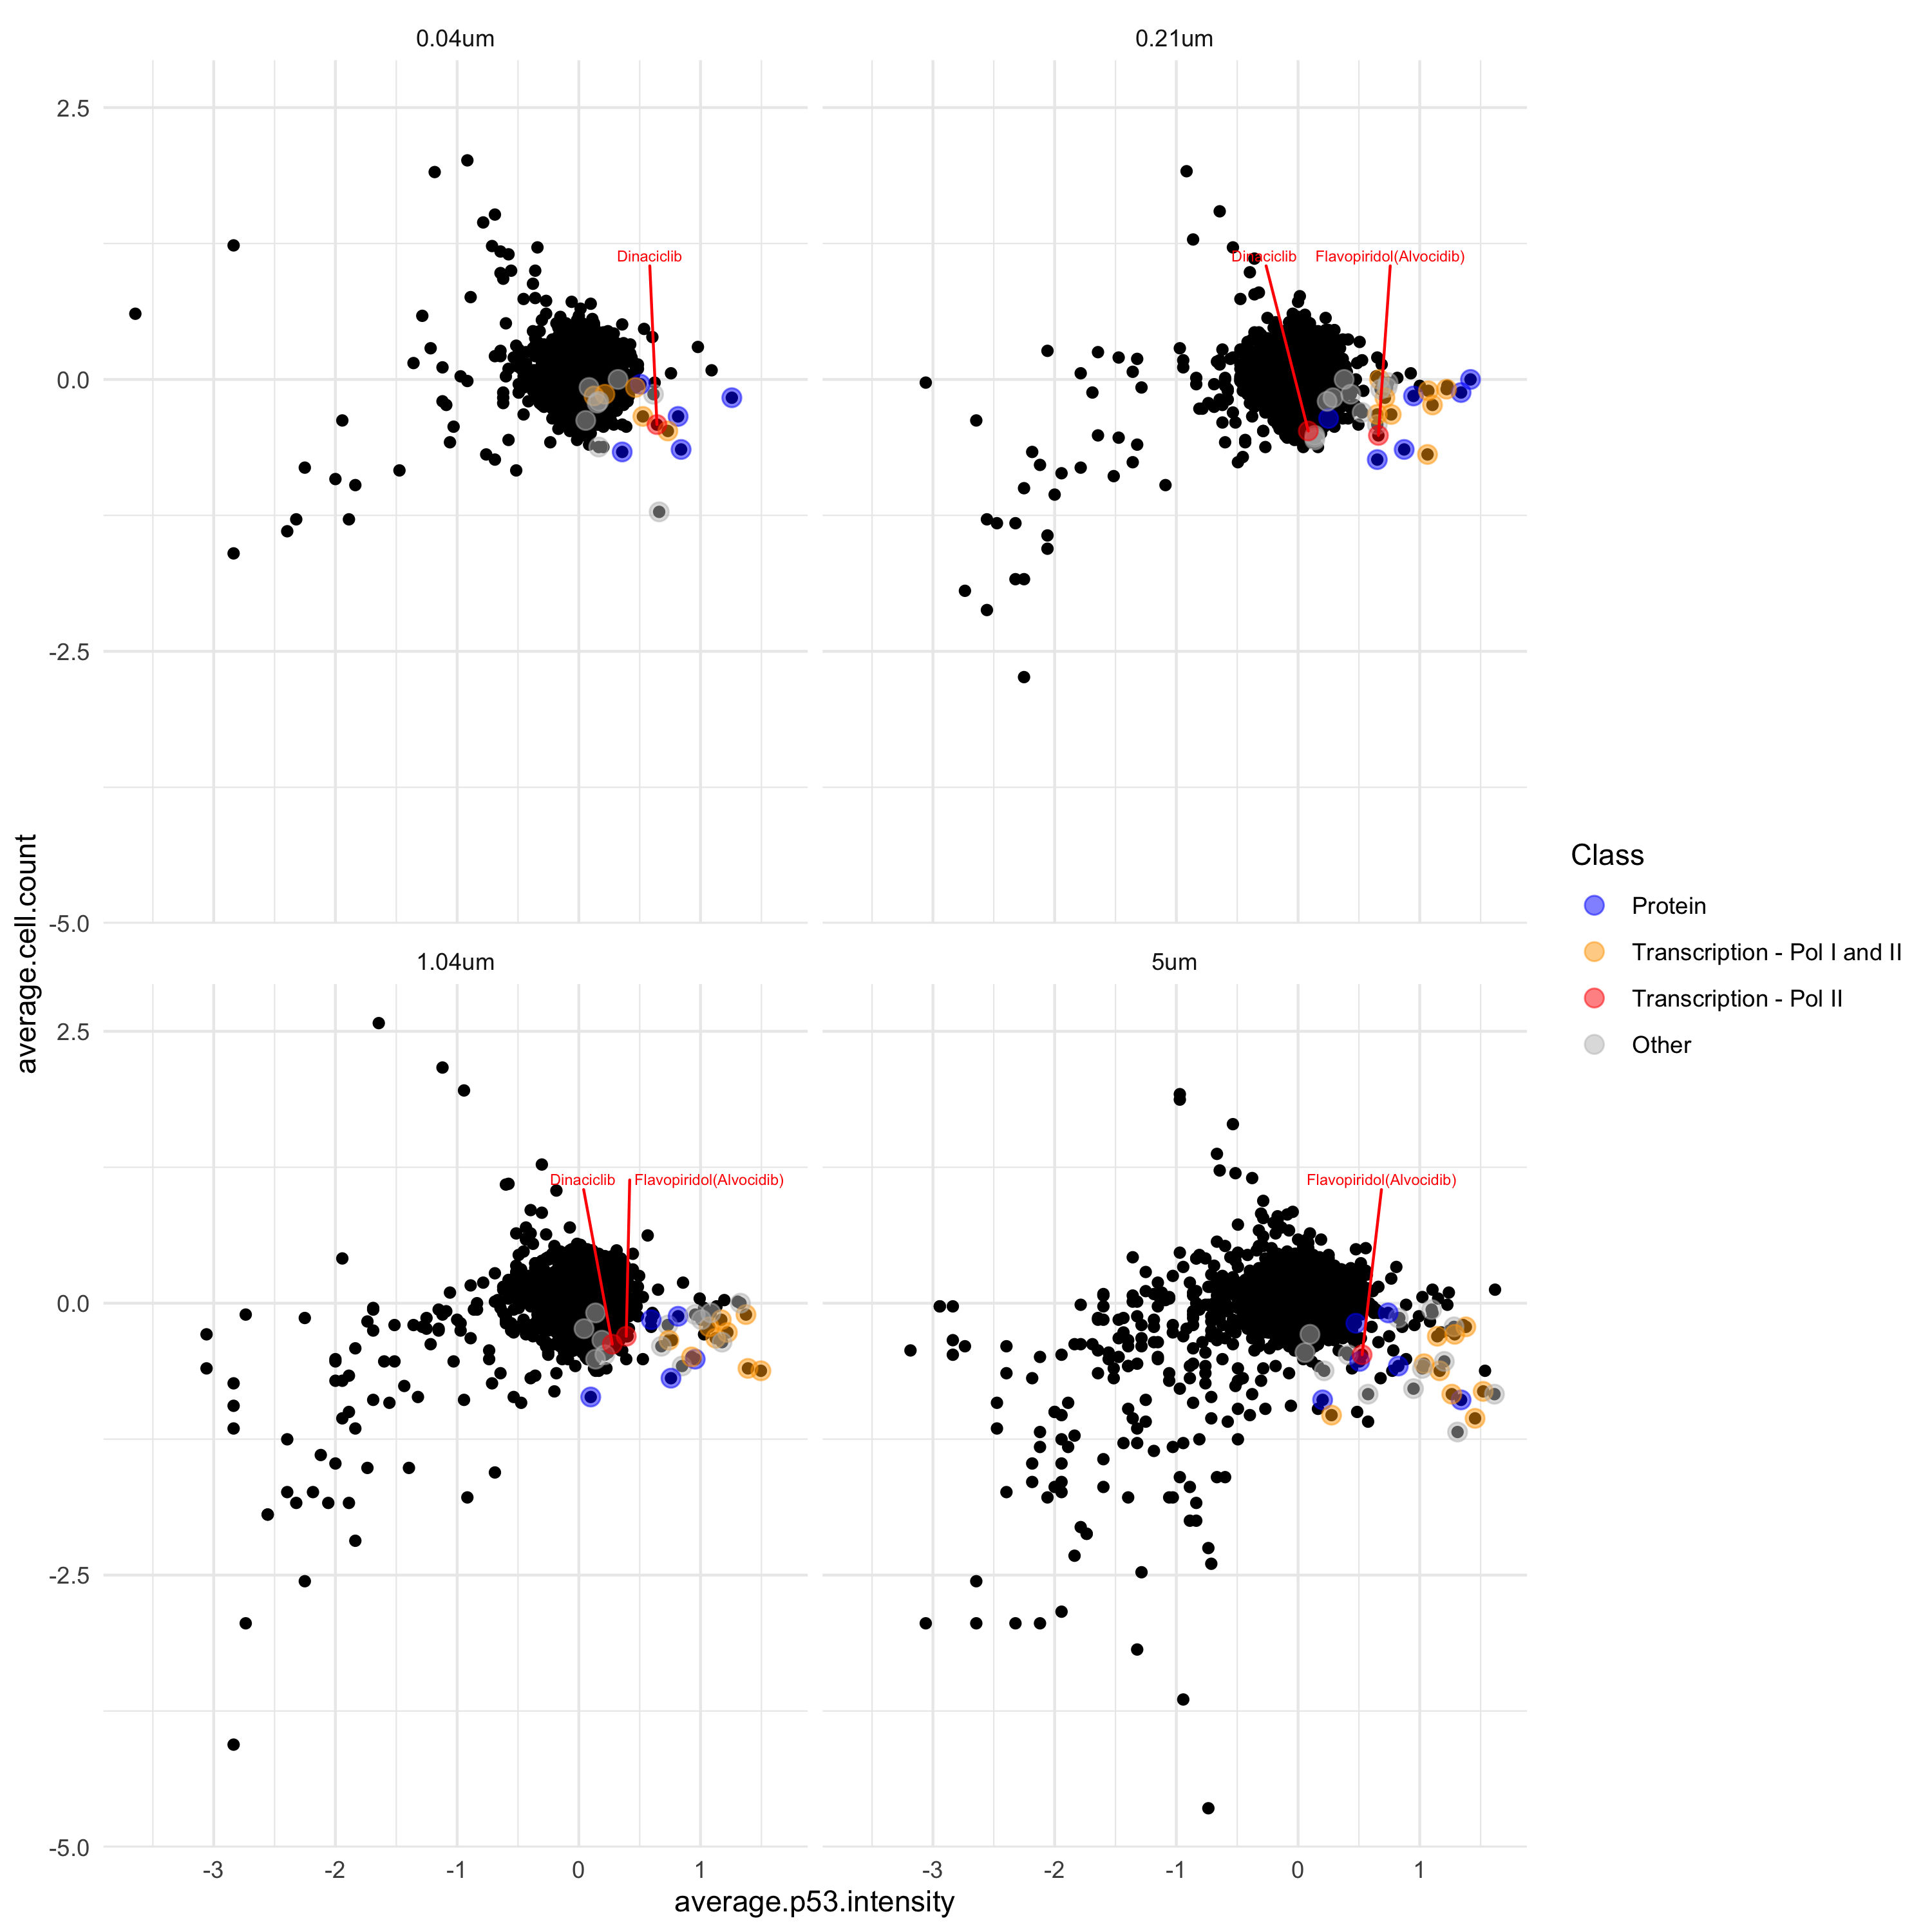 0.04um
0.21um
2.5
0.0
-2.5
-5.0
Dinaciclib
Dinaciclib
Flavopiridol(Alvocidib)
1.04um
5um
2.5
0.0
-2.5
-5.0
Dinaciclib
Flavopiridol(Alvocidib)
Flavopiridol(Alvocidib)
-3 -2 -1 0 1
-3 -2 -1 0 1
average.p53.intensity
average.cell.count
Class
Protein
Transcription - Pol I and II
Transcription - Pol II
Other